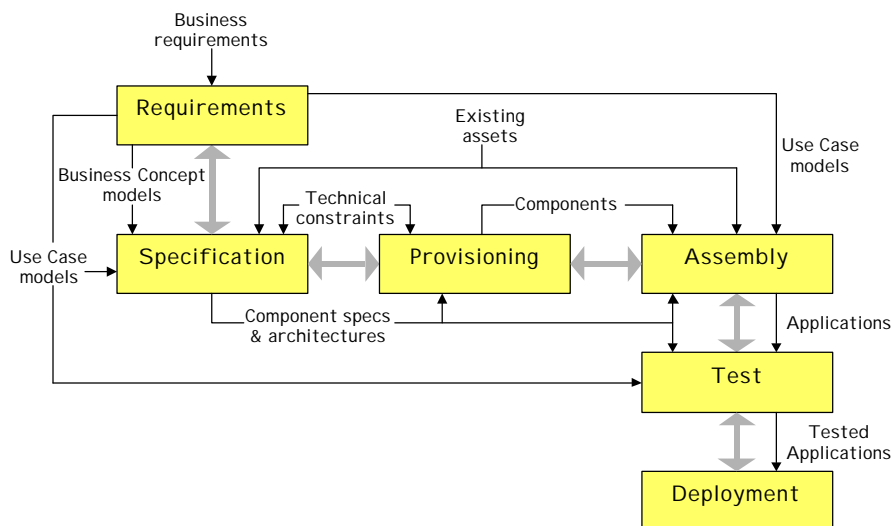 Business
requirements
Requirements
Existing
assets
Use Case
models
Business Concept
models
Technical
constraints
Components
Use Case
models
Specification
Provisioning
Assembly
Component specs
& architectures
Applications
Test
Tested
Applications
Deployment